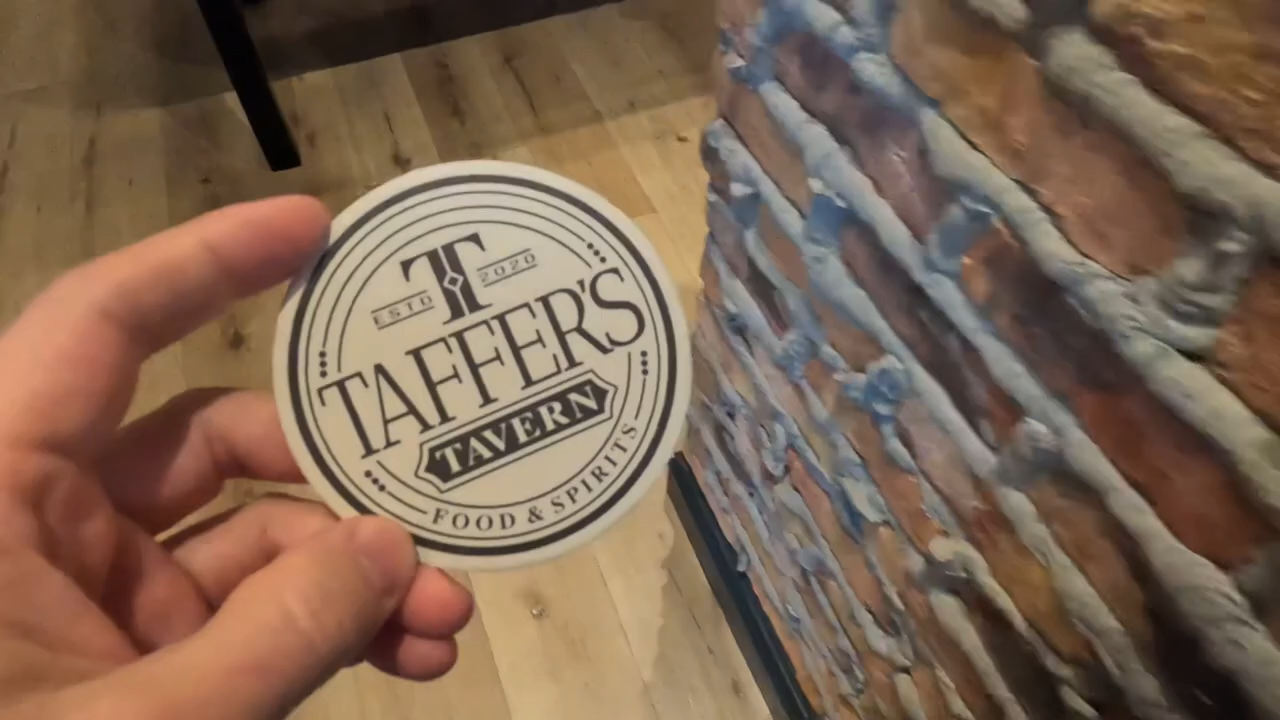 T
ESTD 2020
TAFFER'S
TAVERN
FOOD & SPIRITS